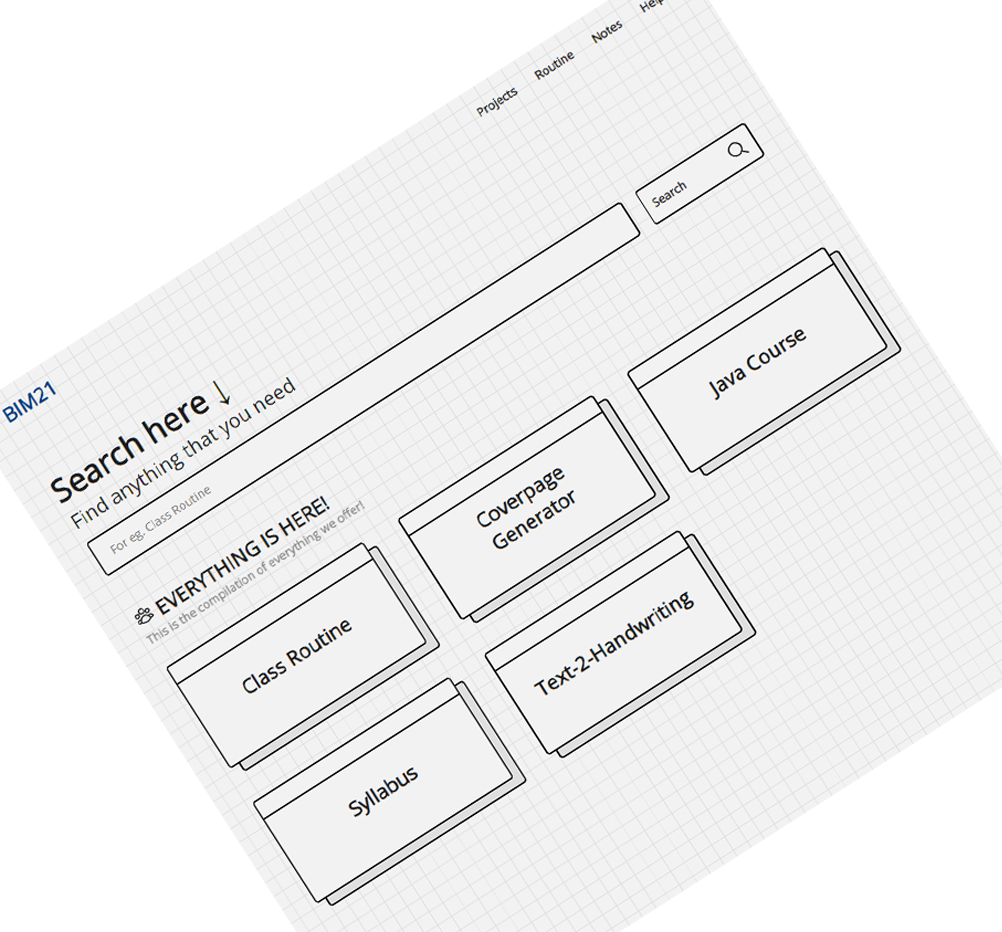 BIM21
Projects
Routine
Notes
Help
Search here ↓
Find anything that you need
For eg. Class Routine
Search
EVERYTHING IS HERE!
This is the compilation of everything we offer!
Class Routine
Coverpage
Generator
Java Course
Syllabus
Text-2-Handwriting